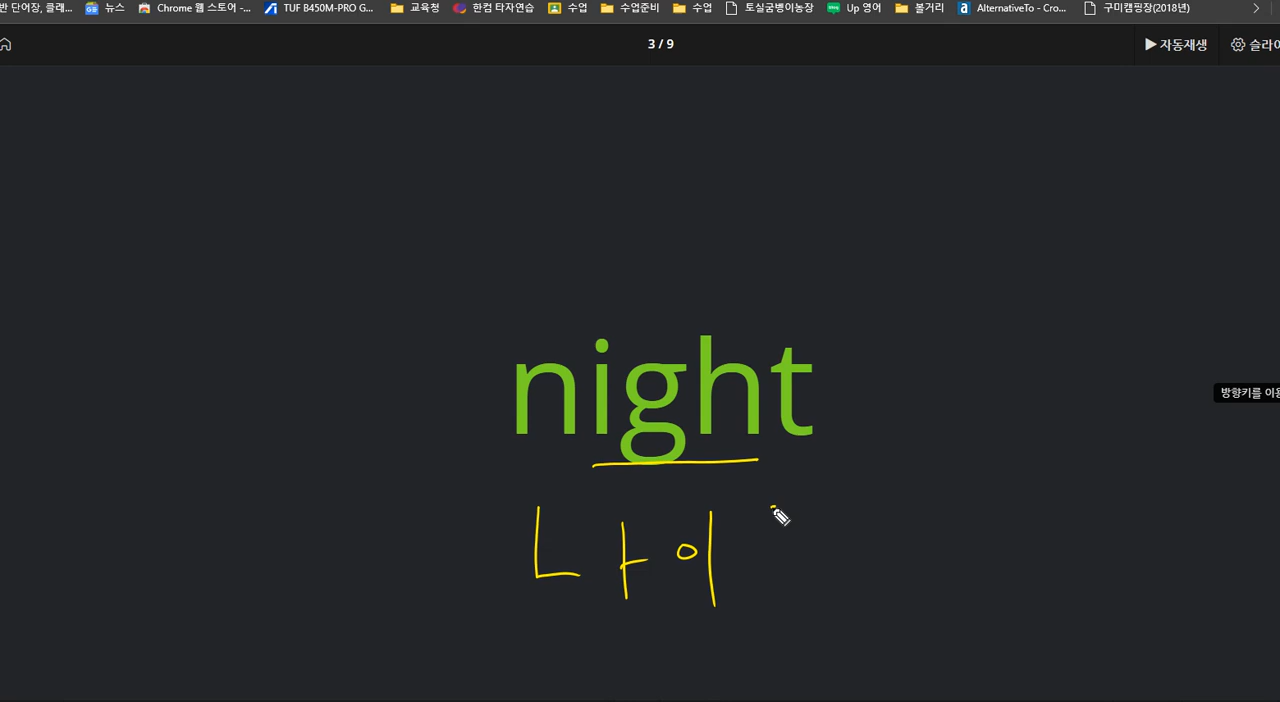 반 단어장, 클래... 뉴스 Chrome 웹 스토어 -... TUF B450M-PRO G... 교육청 한컴 타자연습 수업 수업준비 수업 토실굼벵이농장 Up 영어 볼거리 AlternativeTo - Cro... 구미캠핑장(2018년)
3 / 9 자동재생 슬라이
night
방향키를 이용
ㄴ ㅏ 이